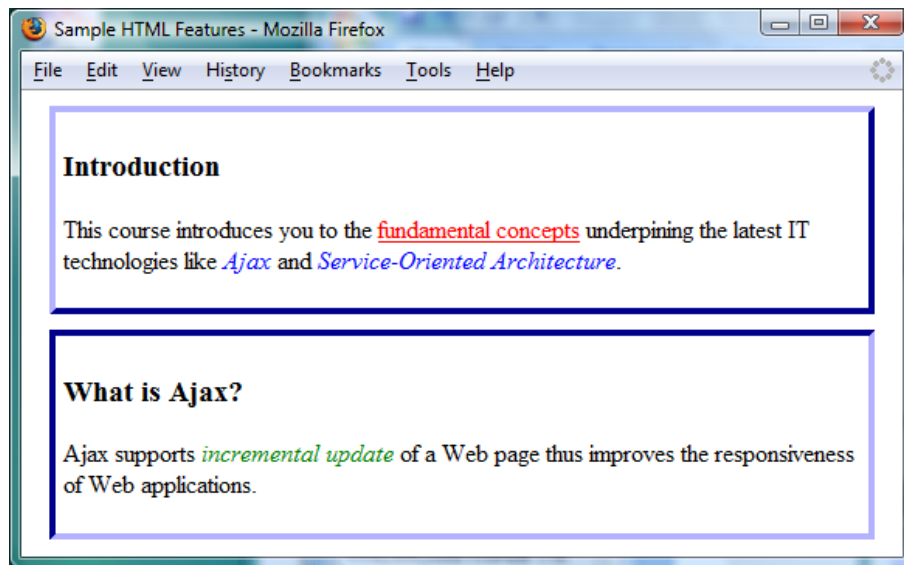 Sample HTML Features - Mozilla Firefox
File Edit View History Bookmarks Tools Help
Introduction
This course introduces you to the fundamental concepts underpining the latest IT
technologies like Ajax and Service-Oriented Architecture.
What is Ajax?
Ajax supports incremental update of a Web page thus improves the responsiveness
of Web applications.